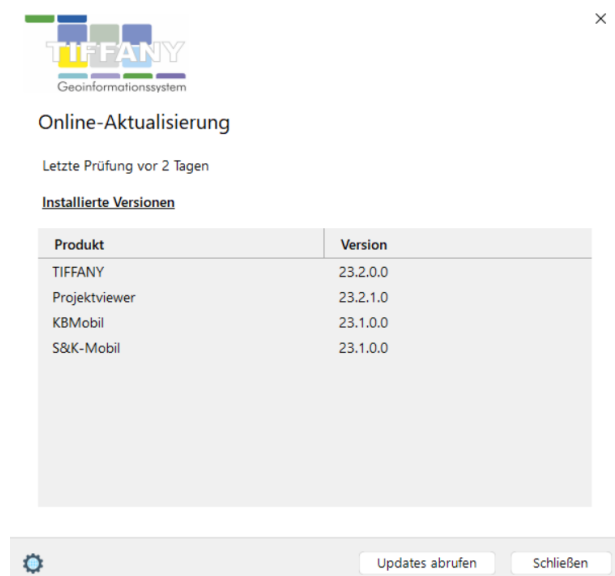 TIFFANY
Geoinformationssystem
Online-Aktualisierung
Letzte Prüfung vor 2 Tagen
Installierte Versionen
Produkt Version
TIFFANY 23.2.0.0
Projektviewer 23.2.1.0
KBMobil 23.1.0.0
S&K-Mobil 23.1.0.0
Updates abrufen Schließen